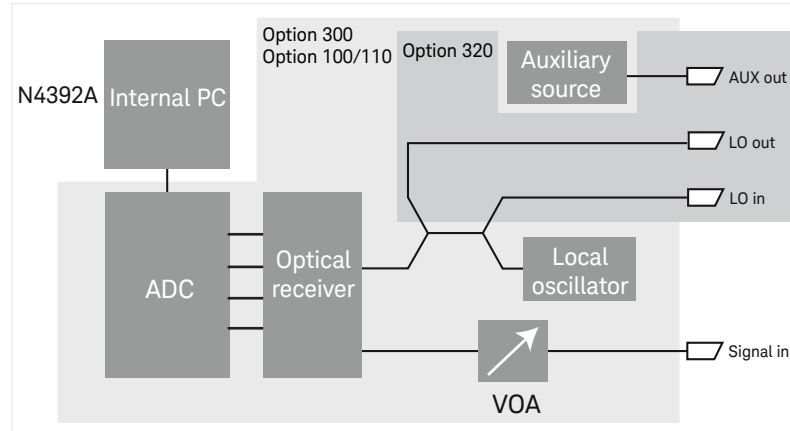 Option 300
Option 100/110
Option 320
Auxiliary
source
AUX out
N4392A
Internal PC
LO out
LO in
ADC
Optical
receiver
Local
oscillator
Signal in
VOA